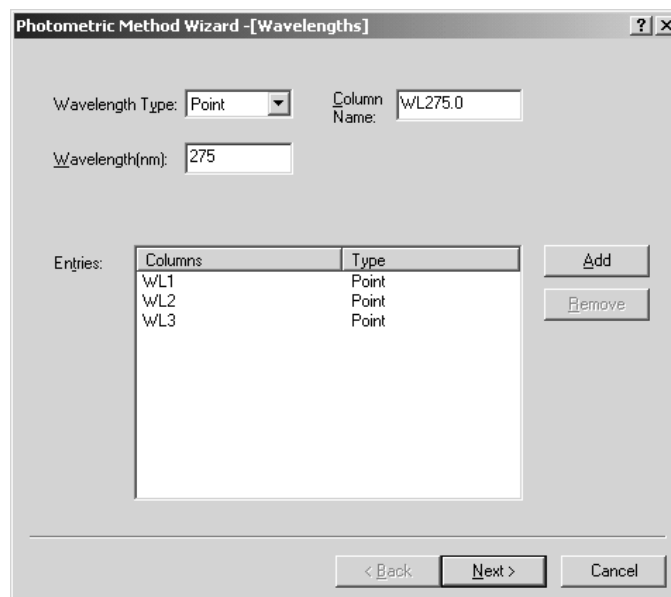 Photometric Method Wizard -[Wavelengths]
Wavelength Type: Point
Column Name: WL275.0
Wavelength(nm): 275
Entries:
Columns Type
WL1 Point
WL2 Point
WL3 Point
Add
Remove
< Back Next > Cancel